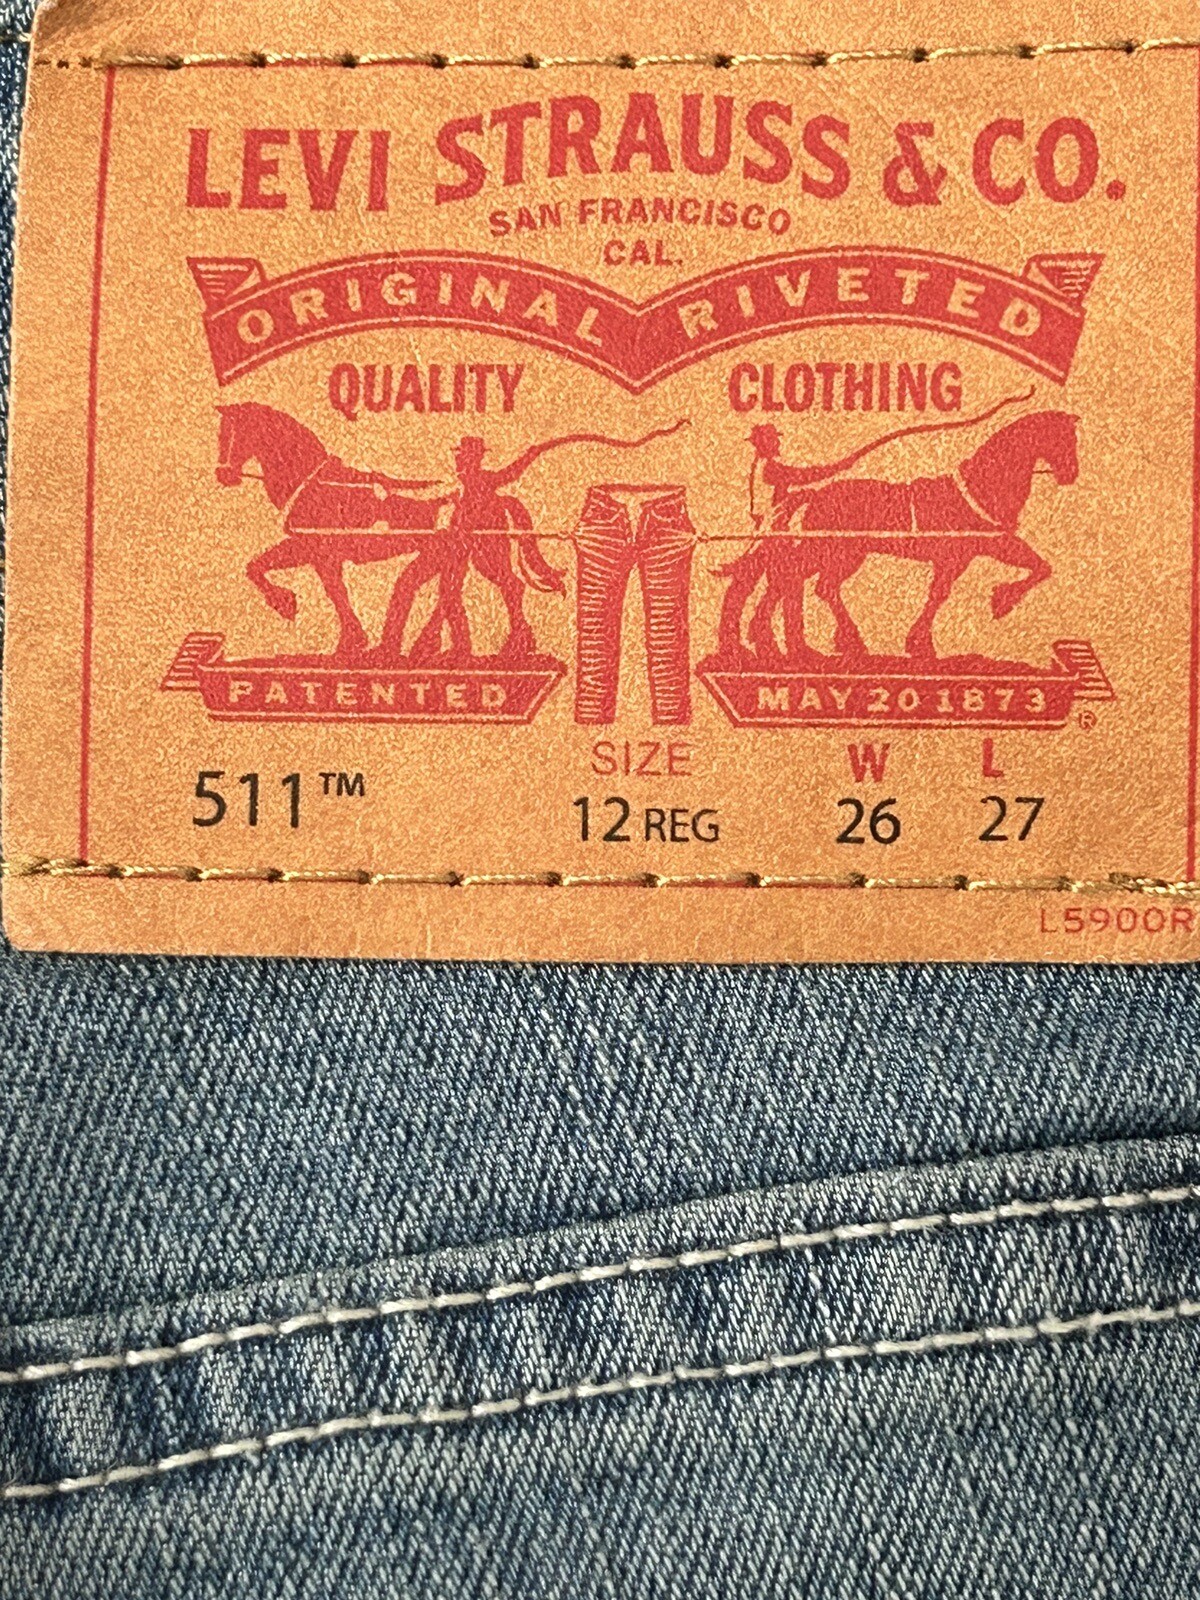 LEVI STRAUSS & CO.
SAN FRANCISCO
CAL.
ORIGINAL RIVETED
QUALITY CLOTHING
PATENTED MAY 20 1873 ®
SIZE W L
511™ 12 REG 26 27
L5900R